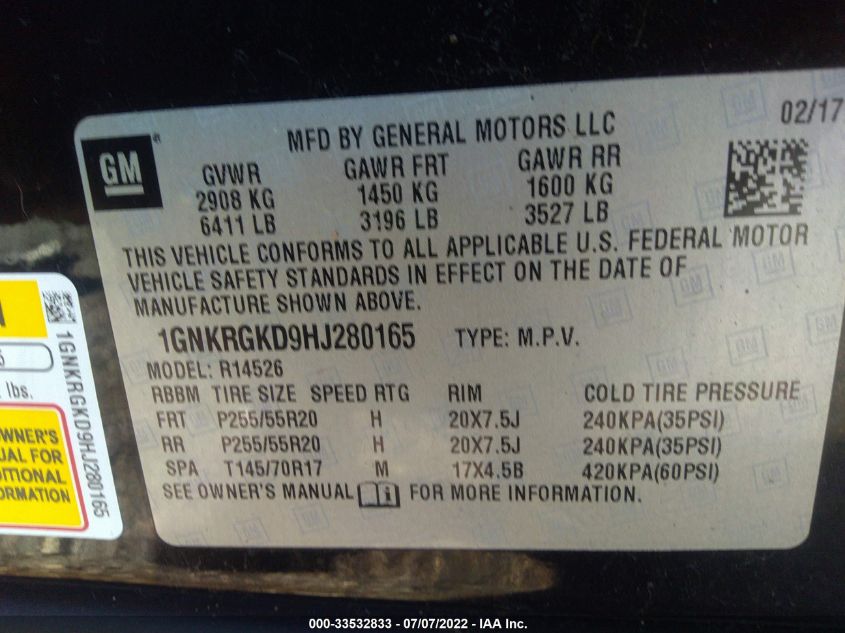 02/17
GM
MFD BY GENERAL MOTORS LLC
GVWR GAWR FRT GAWR RR
2908 KG 1450 KG 1600 KG
6411 LB 3196 LB 3527 LB
THIS VEHICLE CONFORMS TO ALL APPLICABLE U.S. FEDERAL MOTOR
VEHICLE SAFETY STANDARDS IN EFFECT ON THE DATE OF
MANUFACTURE SHOWN ABOVE.
1GNKRGKD9HJ280165 TYPE: M.P.V.
MODEL: R14526
RBBM TIRE SIZE SPEED RTG RIM COLD TIRE PRESSURE
FRT P255/55R20 H 20X7.5J 240KPA(35PSI)
RR P255/55R20 H 20X7.5J 240KPA(35PSI)
SPA T145/70R17 M 17X4.5B 420KPA(60PSI)
SEE OWNER'S MANUAL FOR MORE INFORMATION.
lbs.
WNER'S
UAL FOR
DITIONAL
RMATION
1GNKRGKD9HJ280165
000-33532833 - 07/07/2022 - IAA Inc.